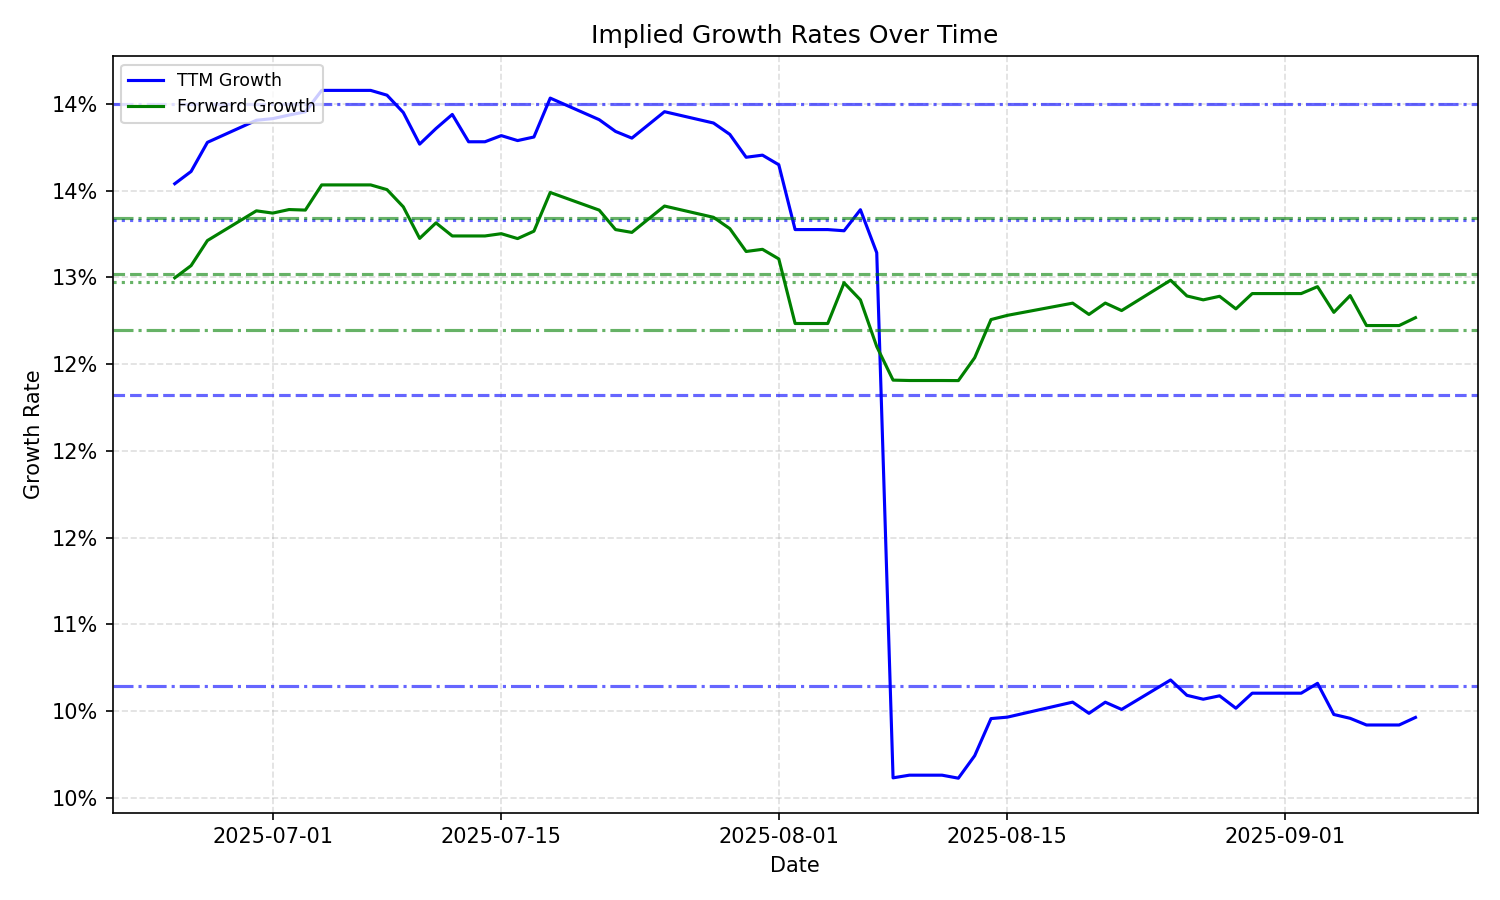 Implied Growth Rates Over Time
TTM Growth
Forward Growth
14%
14%
13%
12%
12%
12%
11%
10%
10%
Growth Rate
2025-07-01
2025-07-15
2025-08-01
2025-08-15
2025-09-01
Date